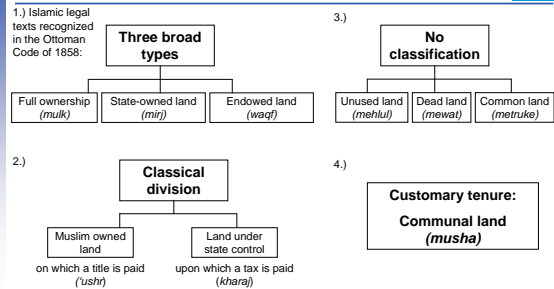 1.) Islamic legal
texts recognized
in the Ottoman
Code of 1858:
Three broad
types
Full ownership
(mulk)
State-owned land
(mirj)
Endowed land
(waqf)
2.)
Classical
division
Muslim owned
land
on which a title is paid
('ushr)
Land under
state control
upon which a tax is paid
(kharaj)
3.)
No
classification
Unused land
(mehlul)
Dead land
(mewat)
Common land
(metruke)
4.)
Customary tenure:
Communal land
(musha)